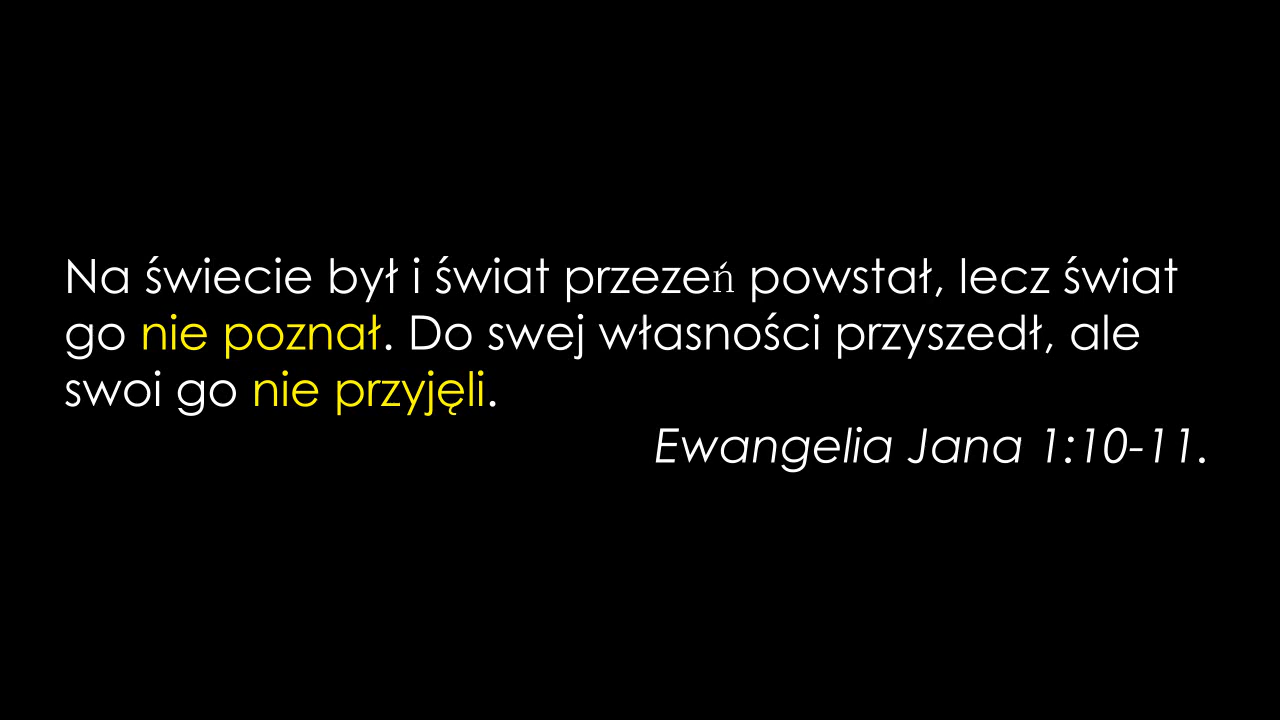 Na świecie był i świat przezeń powstał, lecz świat
go nie poznał. Do swej własności przyszedł, ale
swoi go nie przyjęli.
Ewangelia Jana 1:10-11.